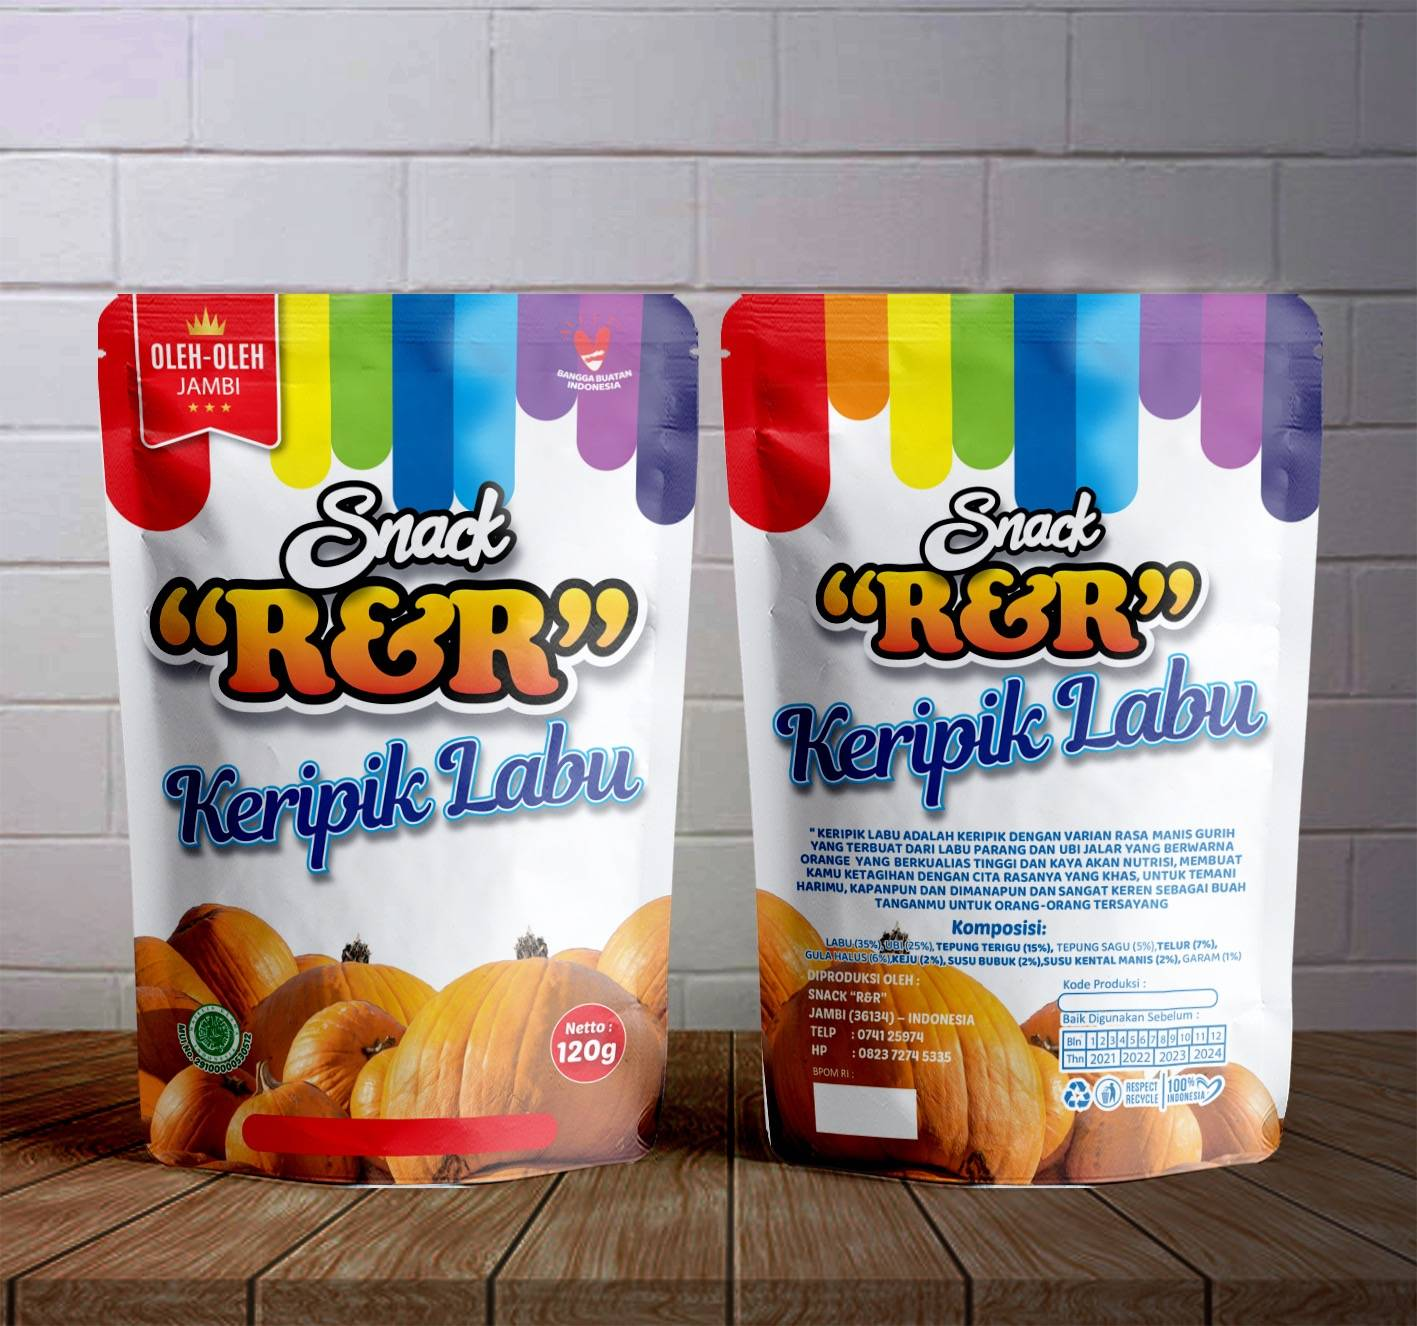 OLEH-OLEH
JAMBI
BANGGA BUATAN
INDONESIA
Snack
"R&R"
Keripik Labu
Netto :
120g
Snack
"R&R"
Keripik Labu
" KERIPIK LABU ADALAH KERIPIK DENGAN VARIAN RASA MANIS GURIH
YANG TERBUAT DARI LABU PARANG DAN UBI JALAR YANG BERWARNA
ORANGE YANG BERKUALIAS TINGGI DAN KAYA AKAN NUTRISI, MEMBUAT
KAMU KETAGIHAN DENGAN CITA RASANYA YANG KHAS, UNTUK TEMANI
HARIMU, KAPANPUN DAN DIMANAPUN DAN SANGAT KEREN SEBAGAI BUAH
TANGANMU UNTUK ORANG-ORANG TERSAYANG
Komposisi:
LABU (35%), UBI (25%), TEPUNG TERIGU (15%), TEPUNG SAGU (5%), TELUR (7%),
GULA HALUS (6%), KEJU (2%), SUSU BUBUK (2%), SUSU KENTAL MANIS (2%), GARAM (1%)
DIPRODUKSI OLEH :
SNACK "R&R"
JAMBI (36134) – INDONESIA
TELP : 0741 25974
HP : 0823 7274 5335
BPOM RI :
Kode Produksi :
Baik Digunakan Sebelum :
Bln 1 2 3 4 5 6 7 8 9 10 11 12
Thn 2021 2022 2023 2024
RESPECT
RECYCLE
100%
INDONESIA